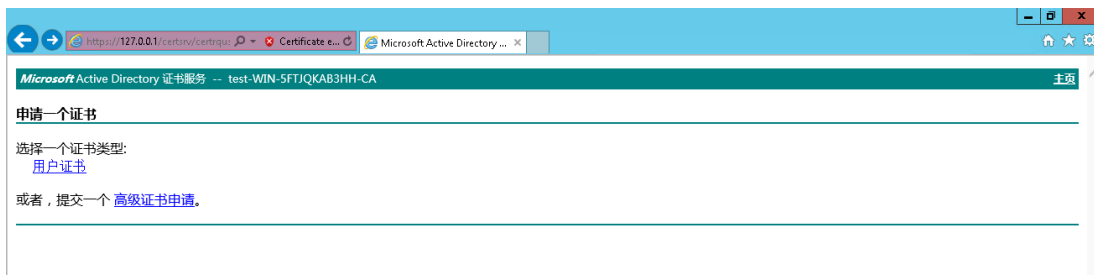 https://127.0.0.1/certsrv/certrqu: Certificate e... Microsoft Active Directory ...
Microsoft Active Directory 证书服务 -- test-WIN-5FTJQKAB3HH-CA 主页
申请一个证书
选择一个证书类型:
用户证书
或者，提交一个 高级证书申请。